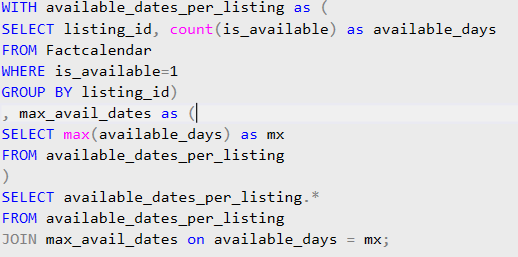 WITH available_dates_per_listing as (
SELECT listing_id, count(is_available) as available_days
FROM Factcalendar
WHERE is_available=1
GROUP BY listing_id)
, max_avail_dates as (
SELECT max(available_days) as mx
FROM available_dates_per_listing
)
SELECT available_dates_per_listing.*
FROM available_dates_per_listing
JOIN max_avail_dates on available_days = mx;